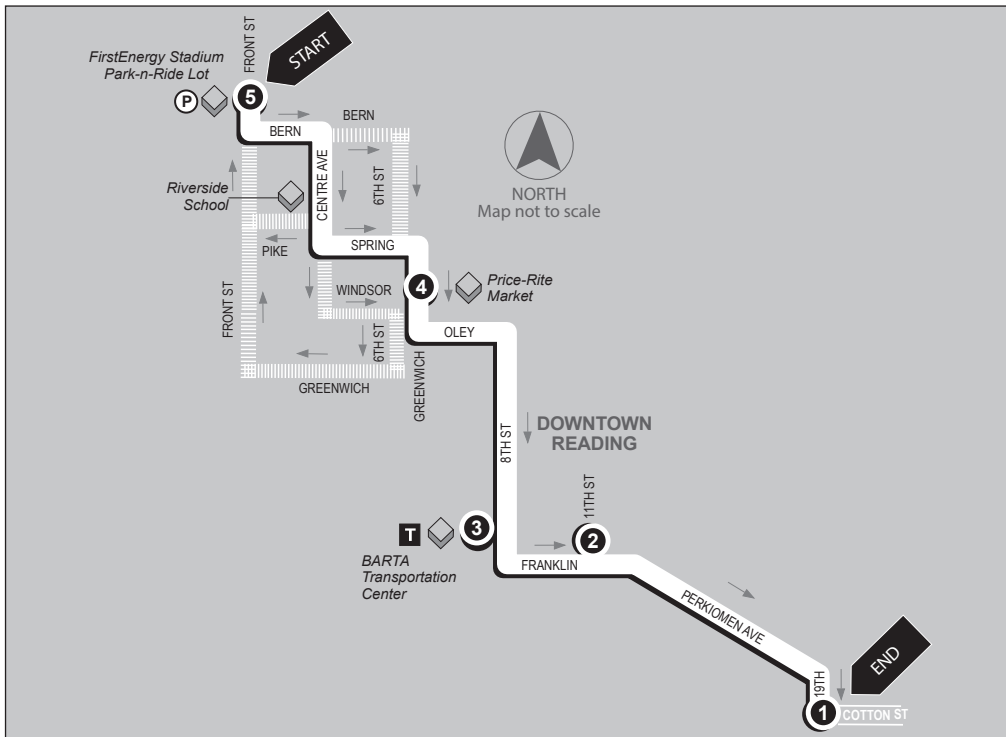 FRONT ST
START
FirstEnergy Stadium
Park-n-Ride Lot
P
5
BERN
BERN
CENTRE AVE
6TH ST
NORTH
Map not to scale
Riverside
School
PIKE
SPRING
WINDSOR
4
Price-Rite
Market
FRONT ST
6TH ST
OLEY
GREENWICH
GREENWICH
8TH ST
DOWNTOWN
READING
11TH ST
T
3
2
BARTA
Transportation
Center
FRANKLIN
PERKIOMEN AVE
END
19TH
1
COTTON ST